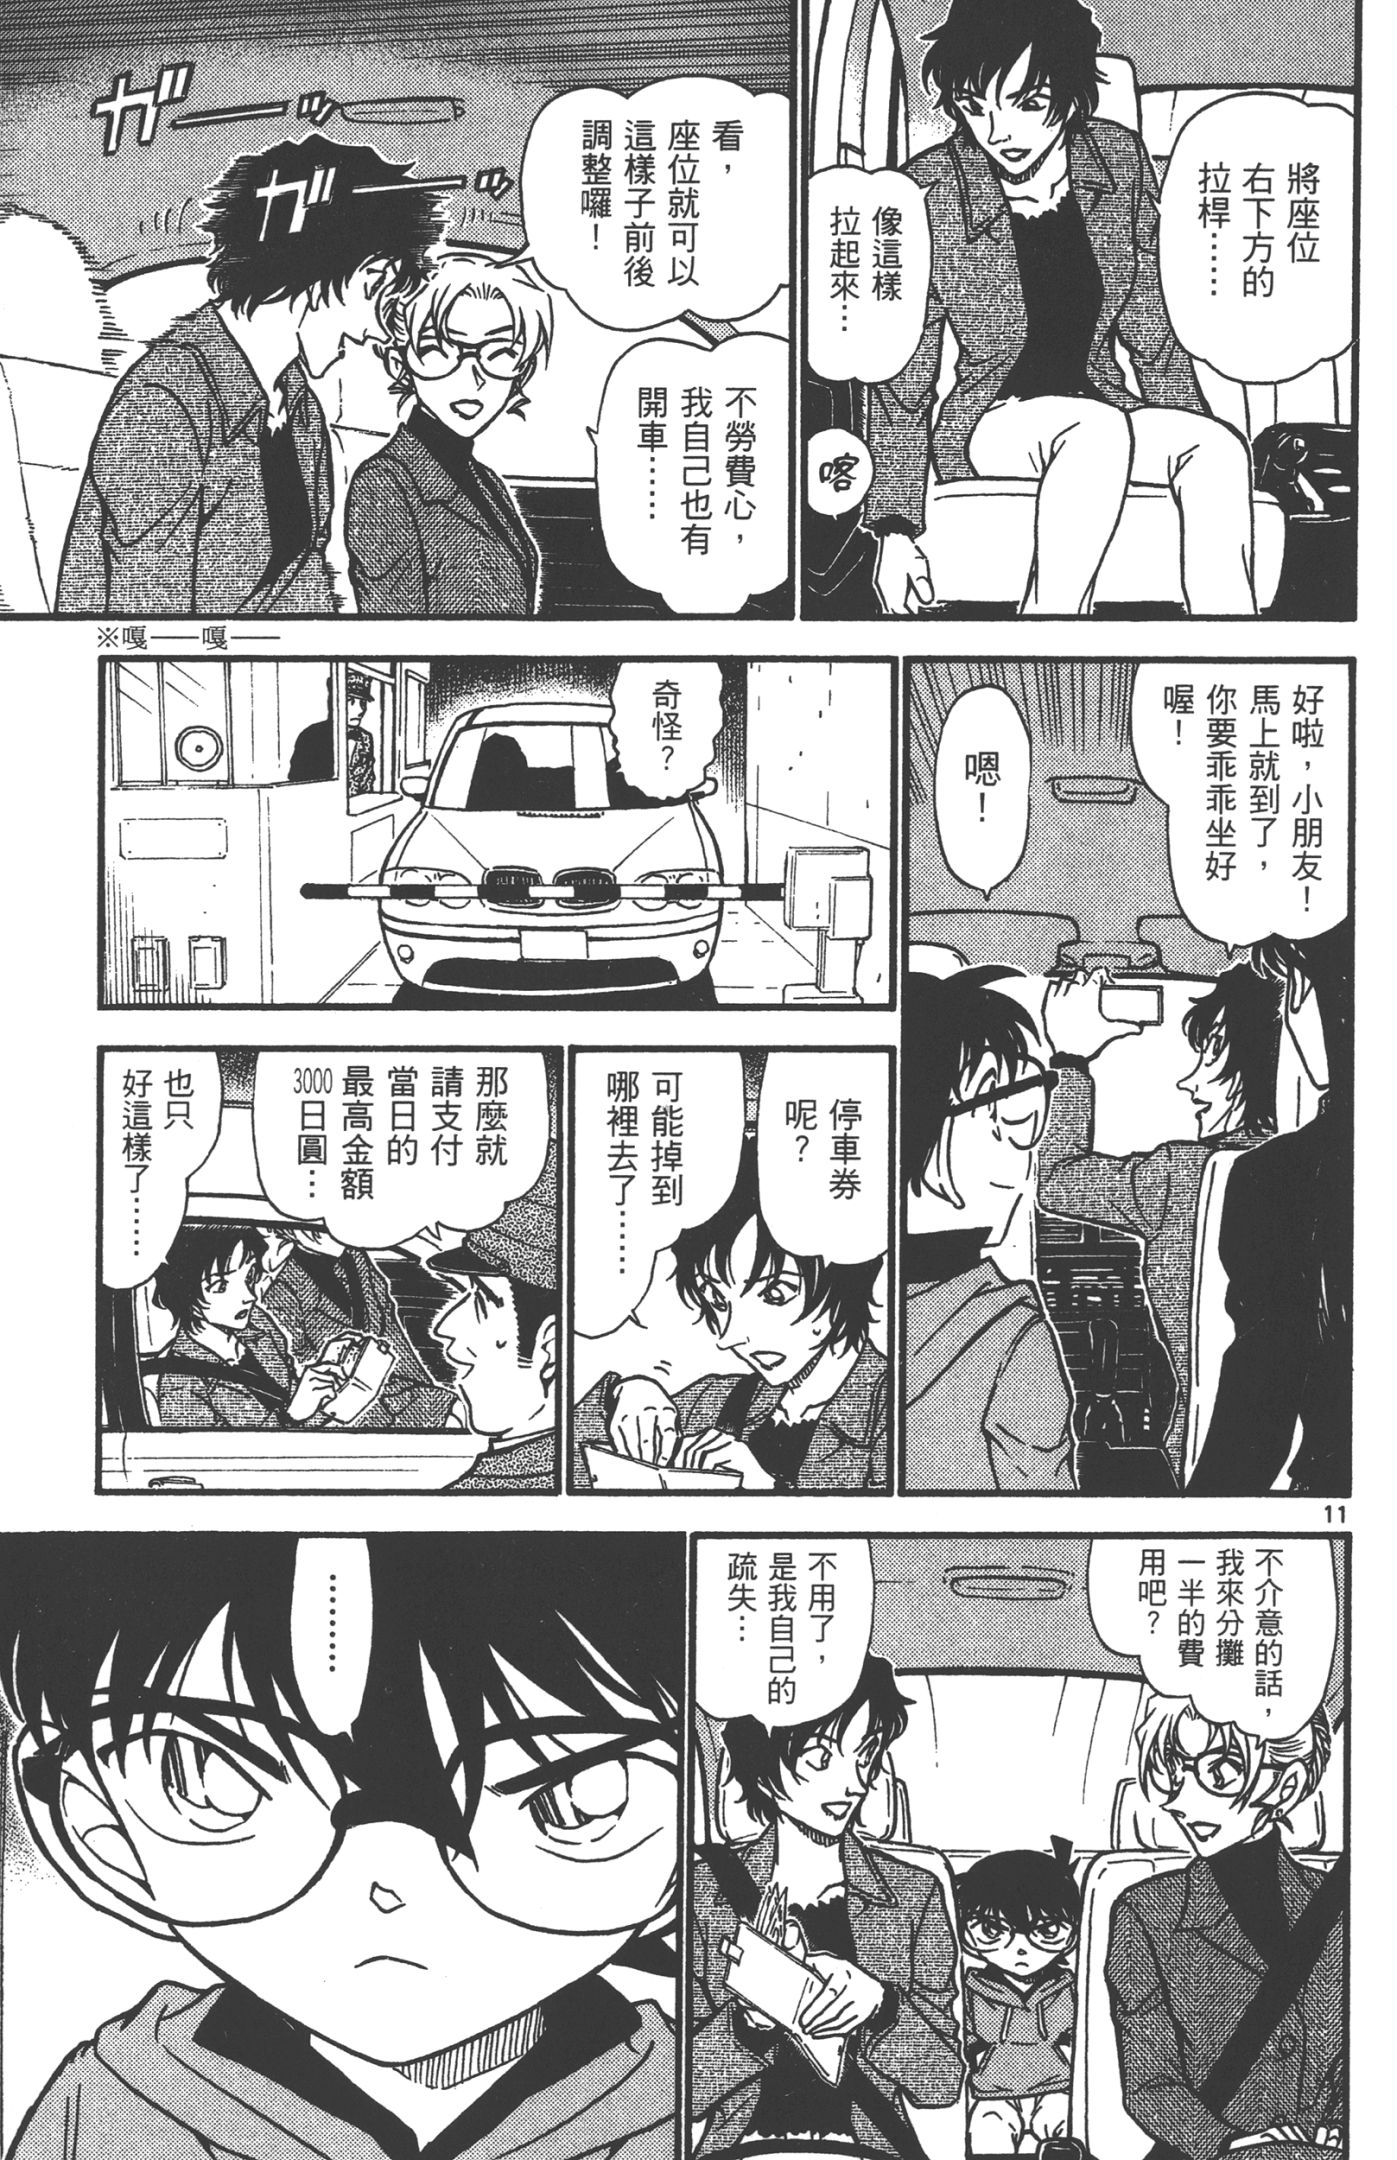 將座位
右下方的
拉桿……
像這樣
拉起來…
喀
看，
座位就可以
這樣子前後
調整囉！
不勞費心，
我自己也有
開車……
ガーッ
ガーッ
※嘎——嘎——
好啦，小朋友！
馬上就到了，
你要乖乖坐好
喔！
嗯！
奇怪？
停車券
呢？
可能掉到
哪裡去了……
那麼就
請支付
當日的
最高金額
3000日圓…
也只
好這樣了……
11
不介意的話，
我來分攤
一半的費
用吧？
不用了，
是我自己的
疏失…
………